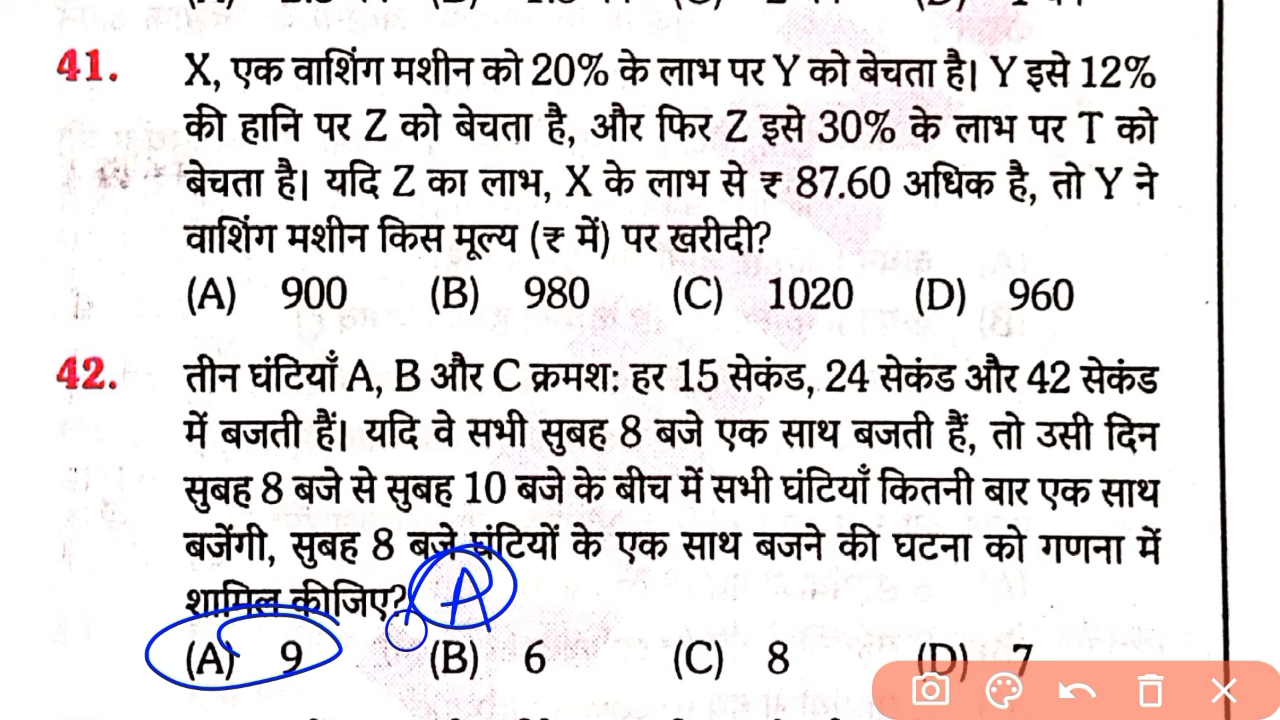 41. X, एक वाशिंग मशीन को 20% के लाभ पर Y को बेचता है। Y इसे 12%
की हानि पर Z को बेचता है, और फिर Z इसे 30% के लाभ पर T को
बेचता है। यदि Z का लाभ, X के लाभ से ₹ 87.60 अधिक है, तो Y ने
वाशिंग मशीन किस मूल्य (₹ में) पर खरीदी?
(A) 900 (B) 980 (C) 1020 (D) 960
42. तीन घंटियाँ A, B और C क्रमश: हर 15 सेकंड, 24 सेकंड और 42 सेकंड
में बजती हैं। यदि वे सभी सुबह 8 बजे एक साथ बजती हैं, तो उसी दिन
सुबह 8 बजे से सुबह 10 बजे के बीच में सभी घंटियाँ कितनी बार एक साथ
बजेंगी, सुबह 8 बजे घंटियों के एक साथ बजने की घटना को गणना में
शामिल कीजिए? A
(A) 9 (B) 6 (C) 8 (D) 7